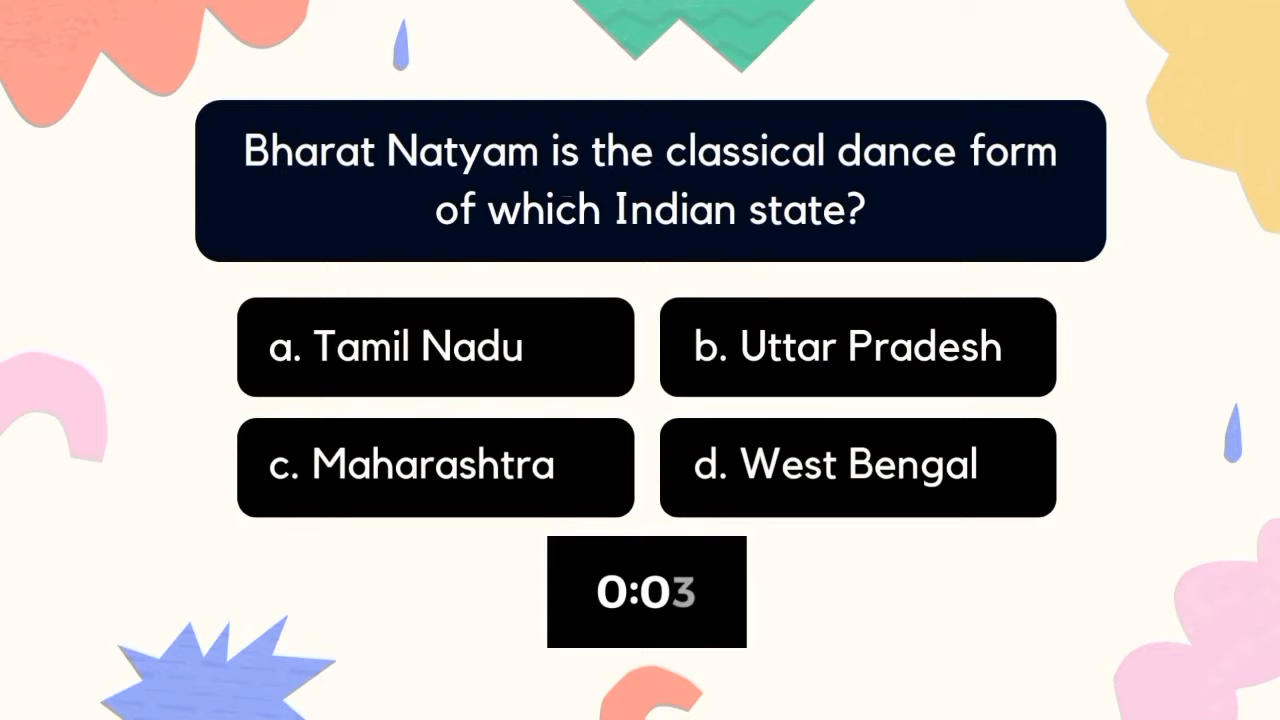 Bharat Natyam is the classical dance form
of which Indian state?
a. Tamil Nadu
b. Uttar Pradesh
c. Maharashtra
d. West Bengal
0:03